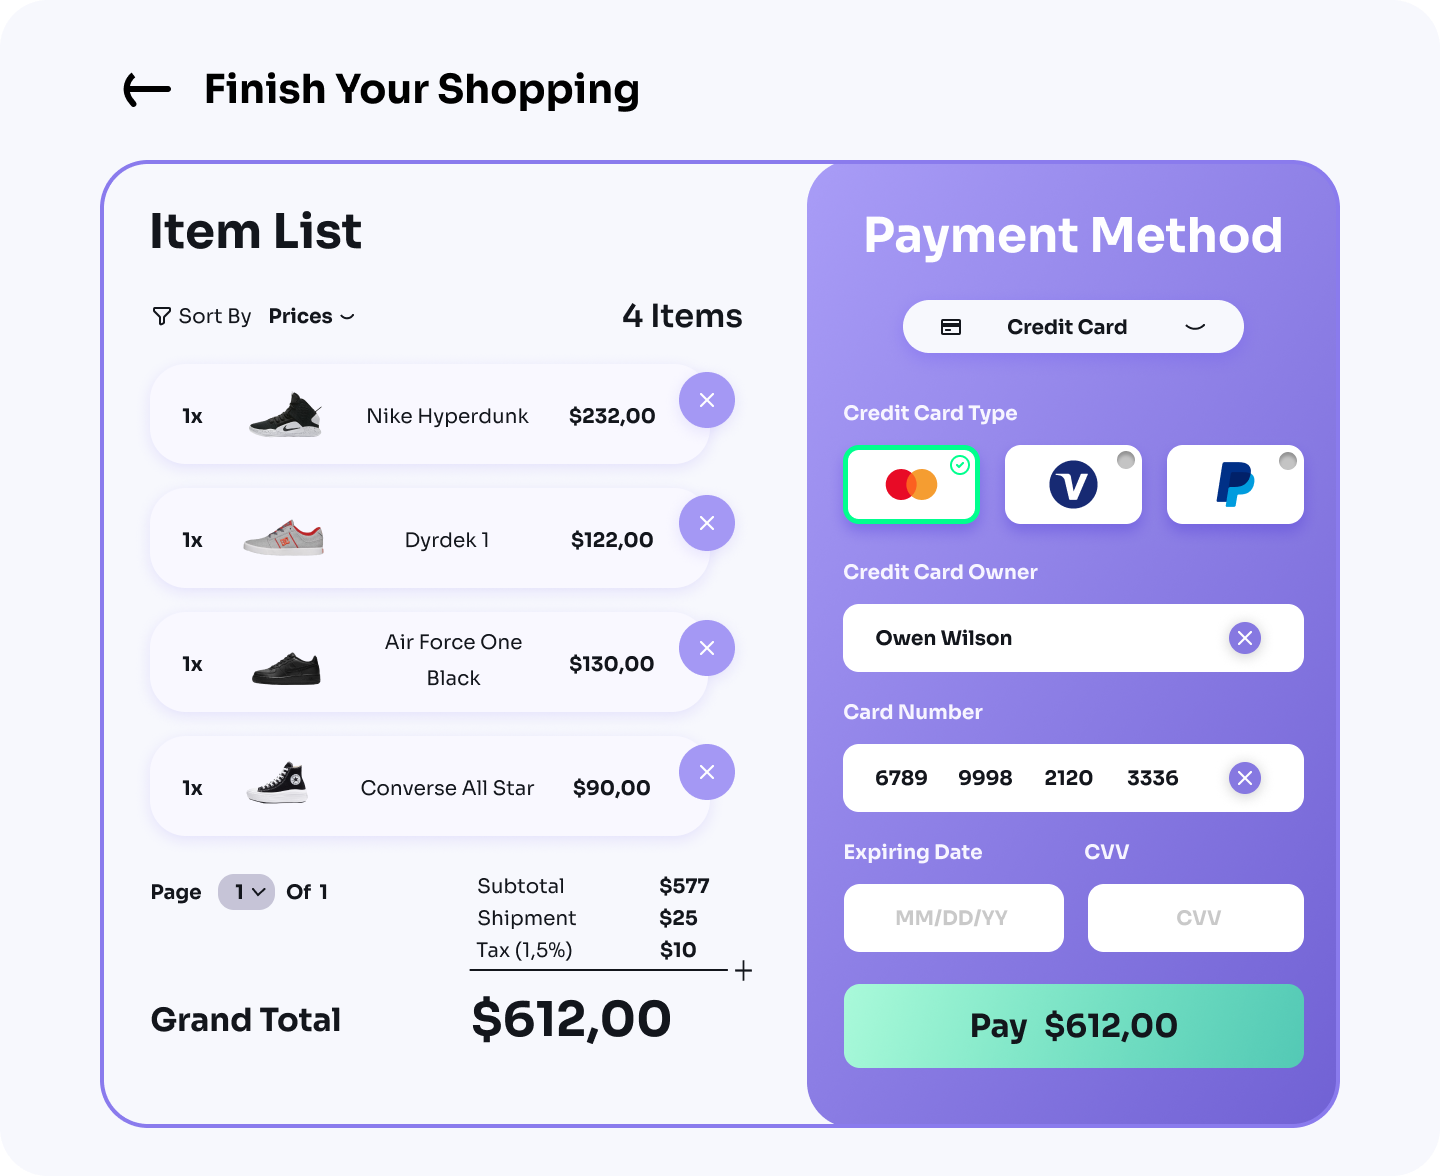 Finish Your Shopping
Item List
Sort By Prices
4 Items
1x Nike Hyperdunk $232,00
1x Dyrdek 1 $122,00
1x Air Force One
Black $130,00
1x Converse All Star $90,00
Page 1 Of 1
Subtotal $577
Shipment $25
Tax (1,5%) $10
Grand Total $612,00
Payment Method
Credit Card
Credit Card Type
Credit Card Owner
Owen Wilson
Card Number
6789 9998 2120 3336
Expiring Date CVV
MM/DD/YY CVV
Pay $612,00